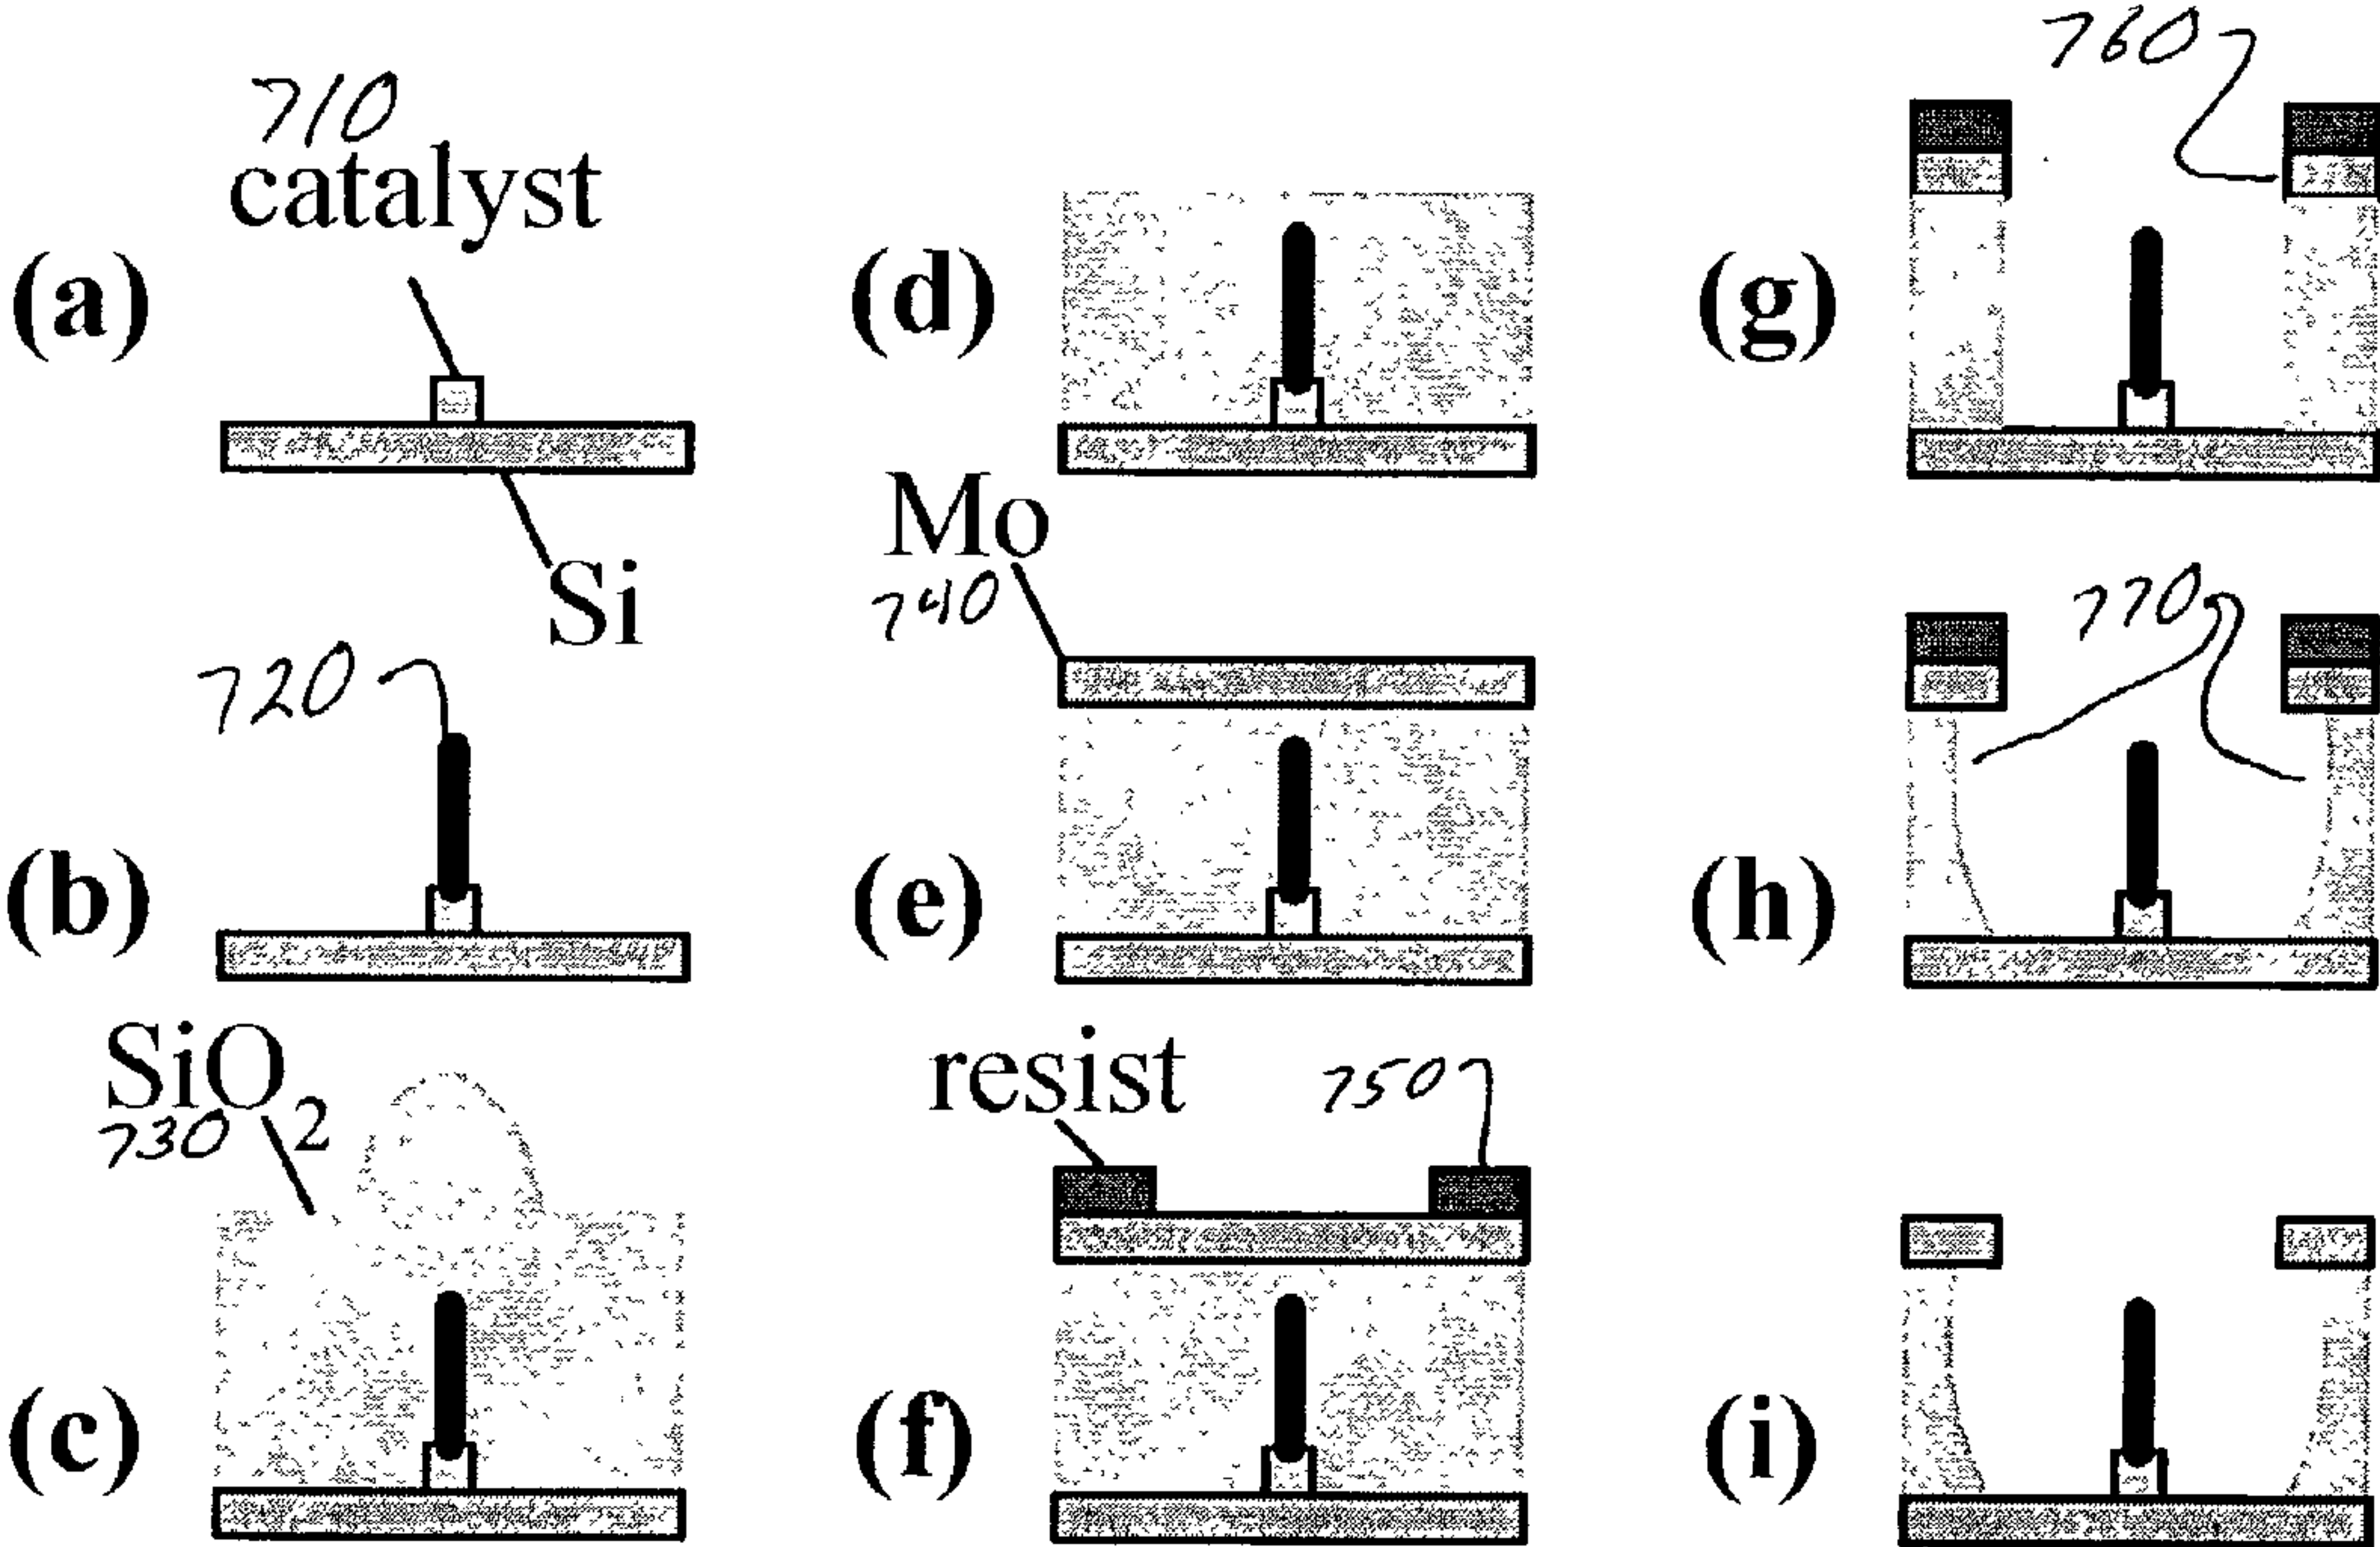 710
catalyst
(a)
Si
720
(b)
SiO2
730
(c)
(d)
Mo
740
(e)
resist 750
(f)
760
(g)
770
(h)
(i)